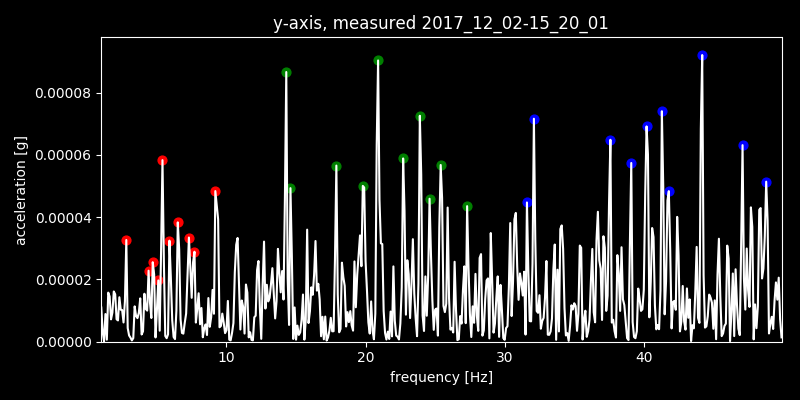 y-axis, measured 2017_12_02-15_20_01
acceleration [g]
0.00008
0.00006
0.00004
0.00002
0.00000
10 20 30 40
frequency [Hz]